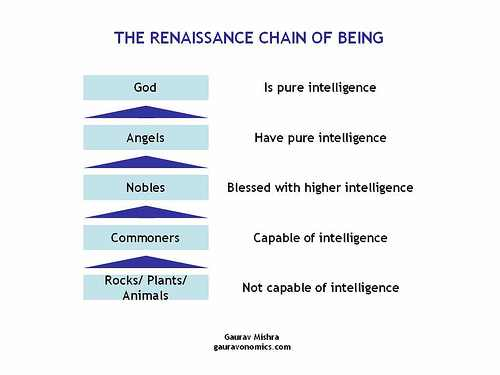 THE RENAISSANCE CHAIN OF BEING
God Is pure intelligence
Angels Have pure intelligence
Nobles Blessed with higher intelligence
Commoners Capable of intelligence
Rocks/ Plants/
Animals
Not capable of intelligence
Gaurav Mishra
gauravonomics.com